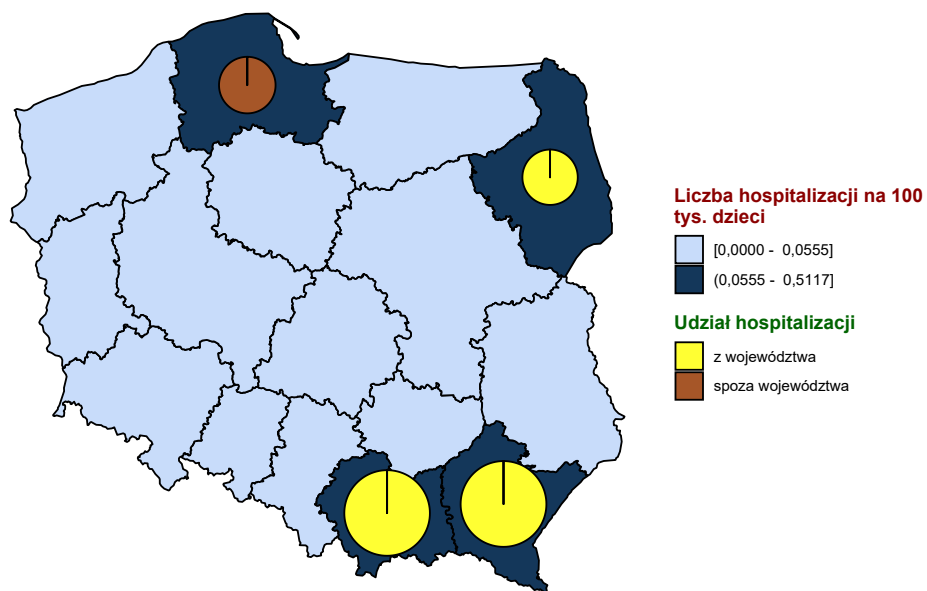 Liczba hospitalizacji na 100
tys. dzieci
[0,0000 - 0,0555]
(0,0555 - 0,5117]
Udział hospitalizacji
z województwa
spoza województwa